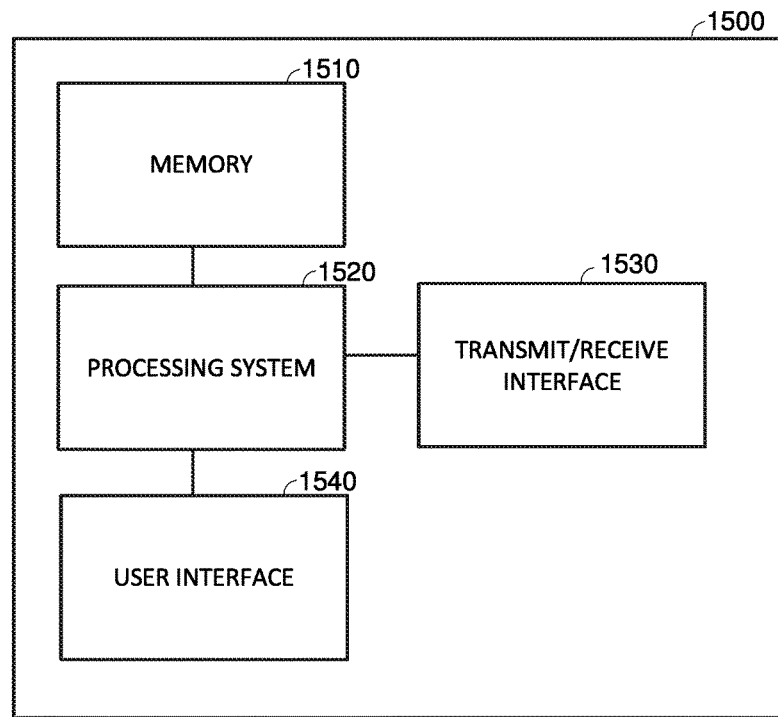 1500
1510
MEMORY
1520
PROCESSING SYSTEM
1530
TRANSMIT/RECEIVE
INTERFACE
1540
USER INTERFACE